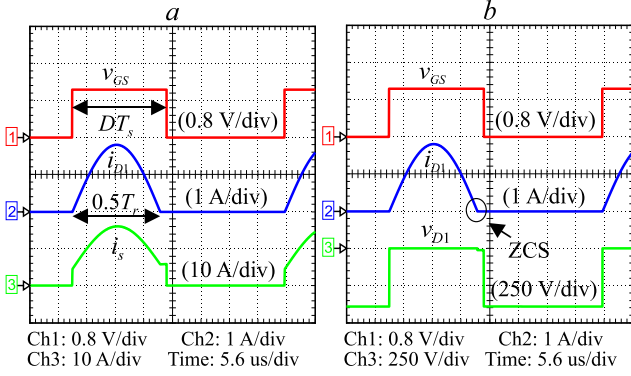 a
v_GS
DT_s
(0.8 V/div)
1
i_D1
(1 A/div)
2
0.5T_r
i_s
(10 A/div)
3
Ch1: 0.8 V/div Ch2: 1 A/div
Ch3: 10 A/div Time: 5.6 us/div
b
v_GS
(0.8 V/div)
1
i_D1
(1 A/div)
2
v_D1
ZCS
3
(250 V/div)
Ch1: 0.8 V/div Ch2: 1 A/div
Ch3: 250 V/div Time: 5.6 us/div